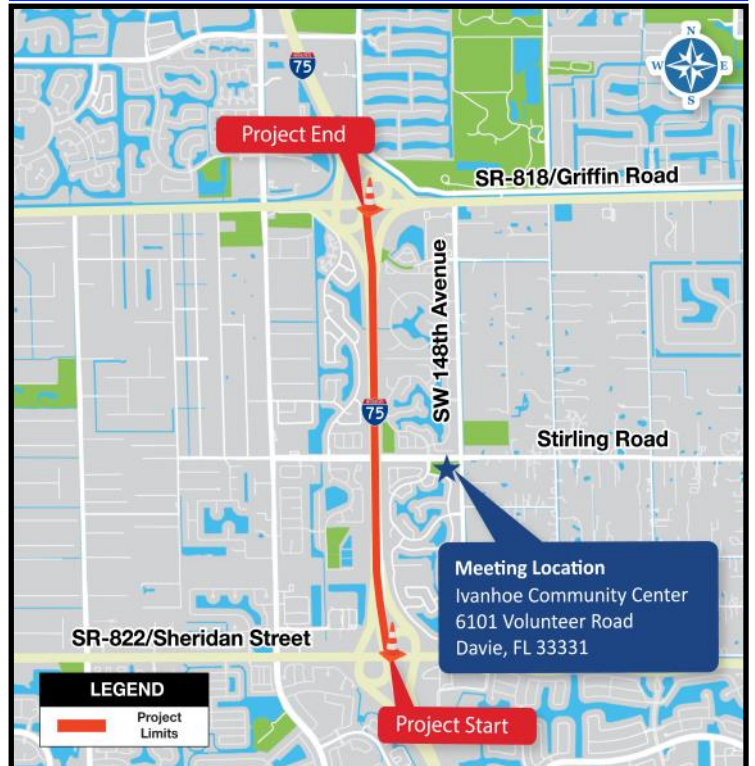 N
W
E
S
75
Project End
SR-818/Griffin Road
SW 148th Avenue
75
Stirling Road
Meeting Location
Ivanhoe Community Center
6101 Volunteer Road
Davie, FL 33331
SR-822/Sheridan Street
LEGEND
Project
Limits
Project Start